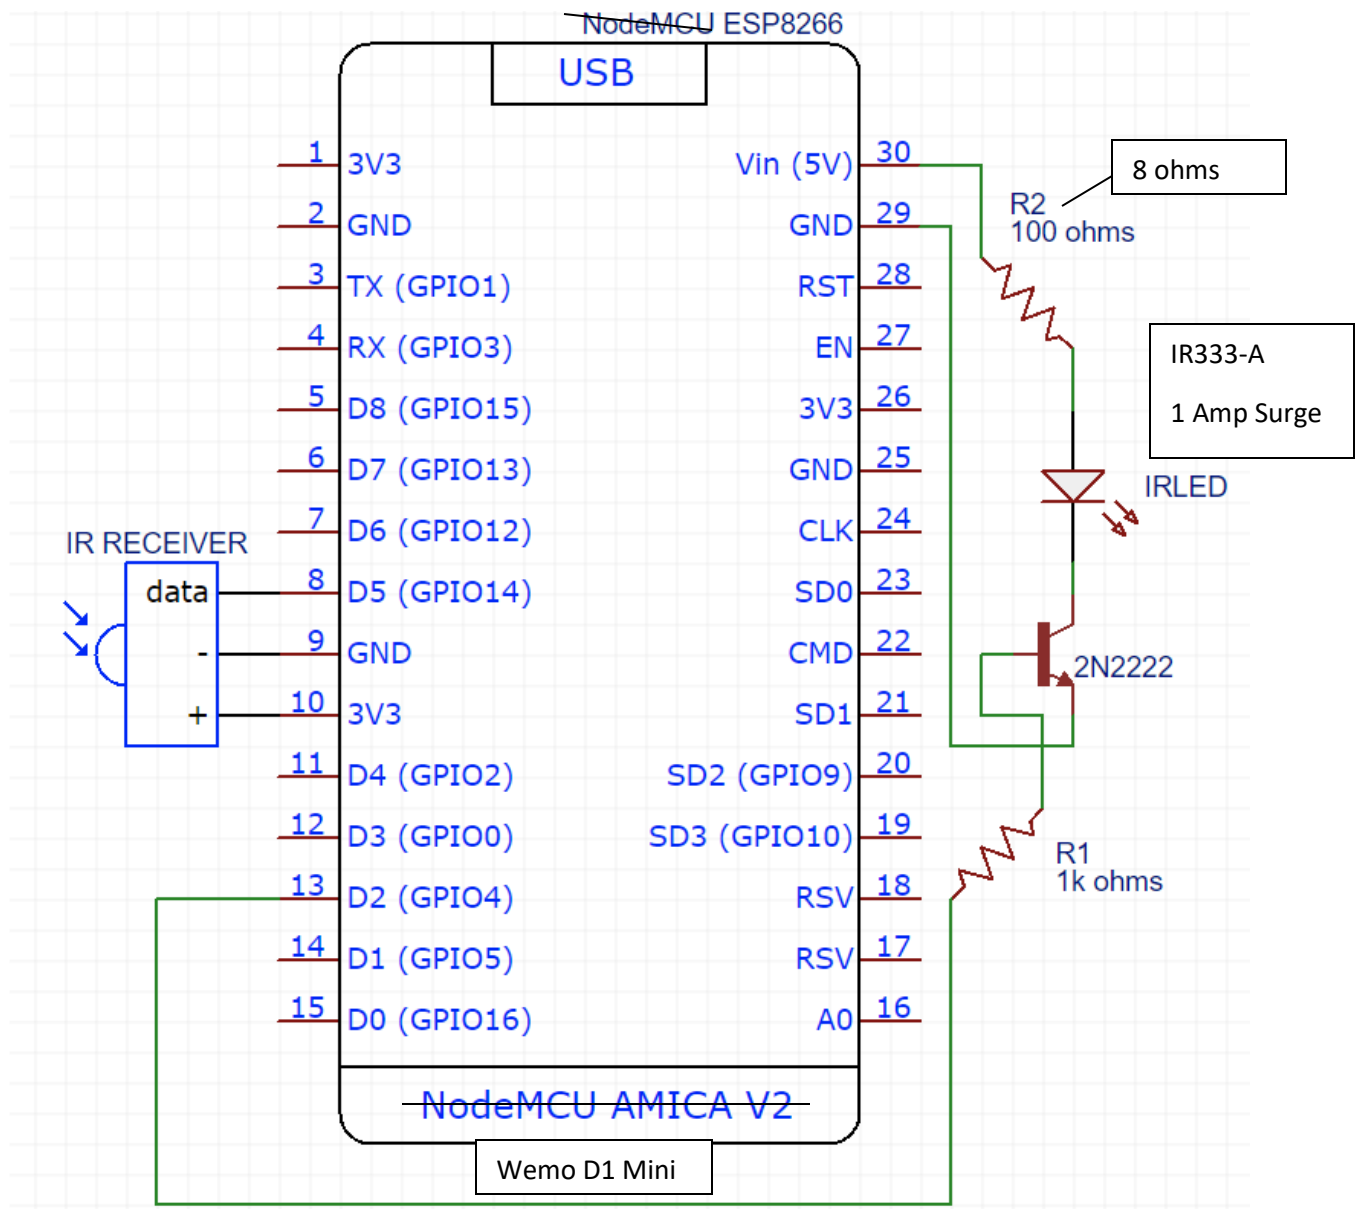 NodeMCU ESP8266
USB
1 3V3
2 GND
3 TX (GPIO1)
4 RX (GPIO3)
5 D8 (GPIO15)
6 D7 (GPIO13)
7 D6 (GPIO12)
8 D5 (GPIO14)
9 GND
10 3V3
11 D4 (GPIO2)
12 D3 (GPIO0)
13 D2 (GPIO4)
14 D1 (GPIO5)
15 D0 (GPIO16)
Vin (5V) 30
GND 29
RST 28
EN 27
3V3 26
GND 25
CLK 24
SD0 23
CMD 22
SD1 21
SD2 (GPIO9) 20
SD3 (GPIO10) 19
RSV 18
RSV 17
A0 16
IR RECEIVER
data
-
+
8 ohms
R2
100 ohms
IR333-A
1 Amp Surge
IRLED
2N2222
R1
1k ohms
NodeMCU AMICA V2
Wemo D1 Mini